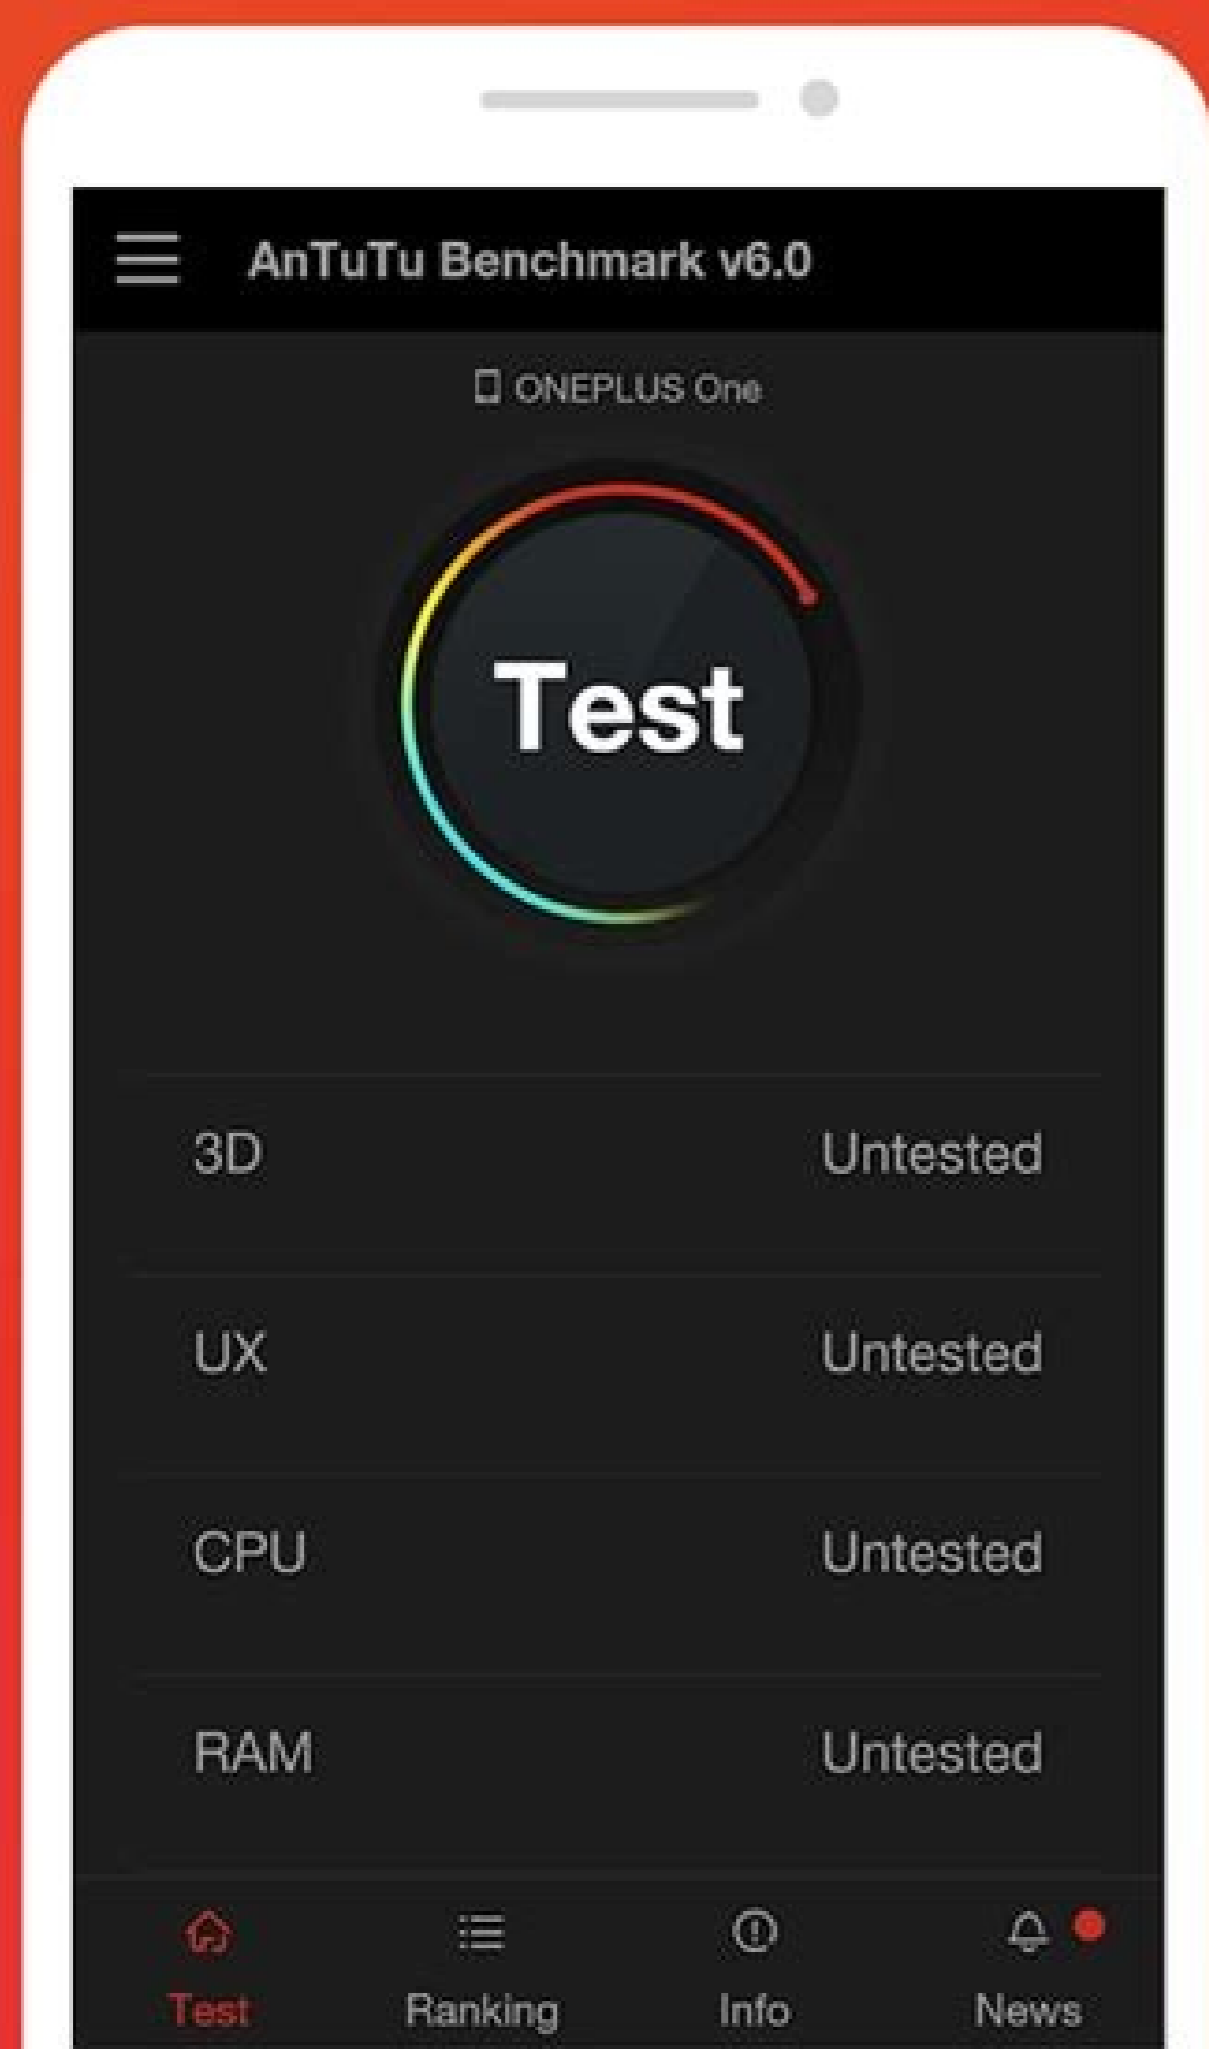 AnTuTu Benchmark v6.0
ONEPLUS One
Test
3D Untested
UX Untested
CPU Untested
RAM Untested
Test Ranking Info News